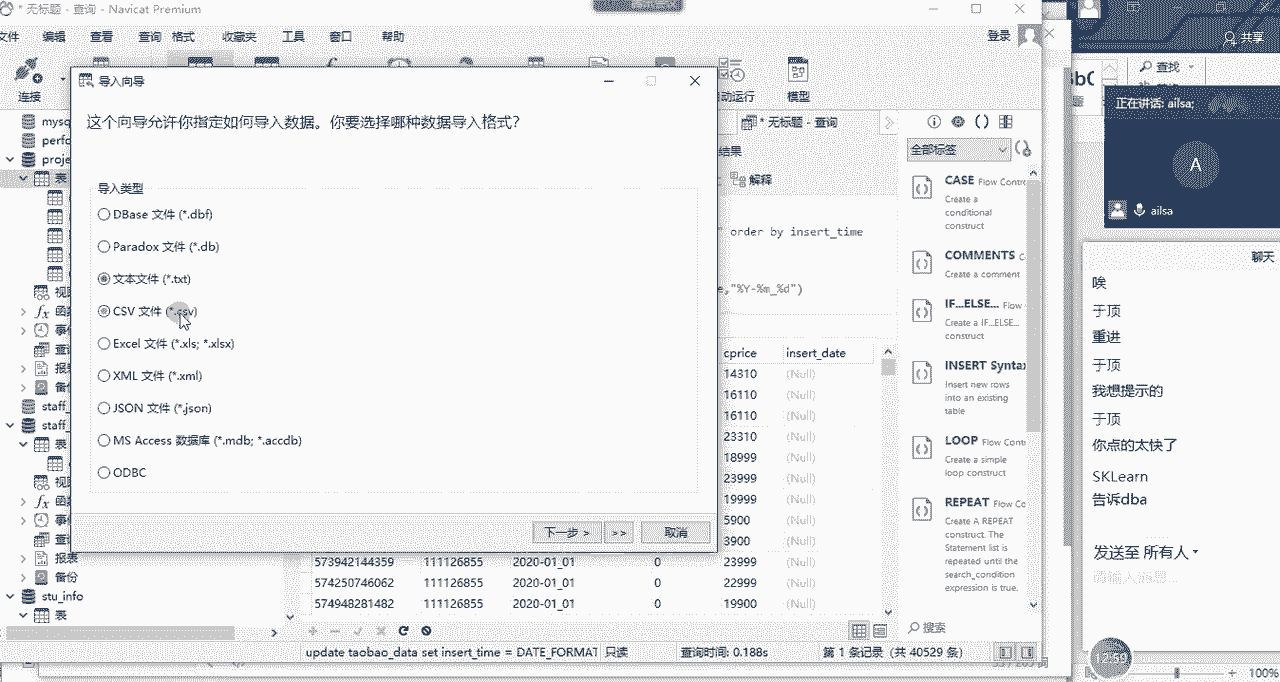 * 无标题 - 查询 - Navicat Premium
文件 编辑 查看 查询 格式 收藏夹 工具 窗口 帮助
登录
连接
模型
导入向导
这个向导允许你指定如何导入数据。你要选择哪种数据导入格式?
导入类型
DBase 文件 (*.dbf)
Paradox 文件 (*.db)
文本文件 (*.txt)
CSV 文件 (*.csv)
Excel 文件 (*.xls; *.xlsx)
XML 文件 (*.xml)
JSON 文件 (*.json)
MS Access 数据库 (*.mdb; *.accdb)
ODBC
下一步 >
>>
取消
mysq
perfo
proje
表
视
fx 函
事件
查
报表
备份
staff_
staff_
表
视
fx 函
事件
查
报表
备份
stu_info
表
* 无标题 - 查询
结果
解释
order by insert_time
e,"%Y-%m_%d")
cprice insert_date
14310 (Null)
16110 (Null)
16110 (Null)
23310 (Null)
18999 (Null)
23999 (Null)
19999 (Null)
5900 (Null)
3900 (Null)
573942144359 111126855 2020-01_01 0 23999 (Null)
574250746062 111126855 2020-01_01 0 22999 (Null)
574948281482 111126855 2020-01_01 0 19900 (Null)
update taobao_data set insert_time = DATE_FORMAT 只读
查询时间: 0.188s
第 1 条记录 (共 40529 条)
全部标签
CASE Flow Contr
Create a
conditional
construct
COMMENTS C
Create a comment
IF...ELSE... Flow
Create a IF...ELSE...
construct
INSERT Syntax
Insert new rows
into an existing
table
LOOP Flow Contr
Create a simple
loop construct
REPEAT Flow Co
Create A REPEAT
construct. The
Statement list is
repeated until the
search_condition
expression is true.
搜索
共享
查找
正在讲话: ailsa;
A
ailsa
聊天
唉
于顶
重进
于顶
我想提示的
于顶
你点的太快了
SKLearn
告诉dba
发送至 所有人
请输入消息...
12:59
100%